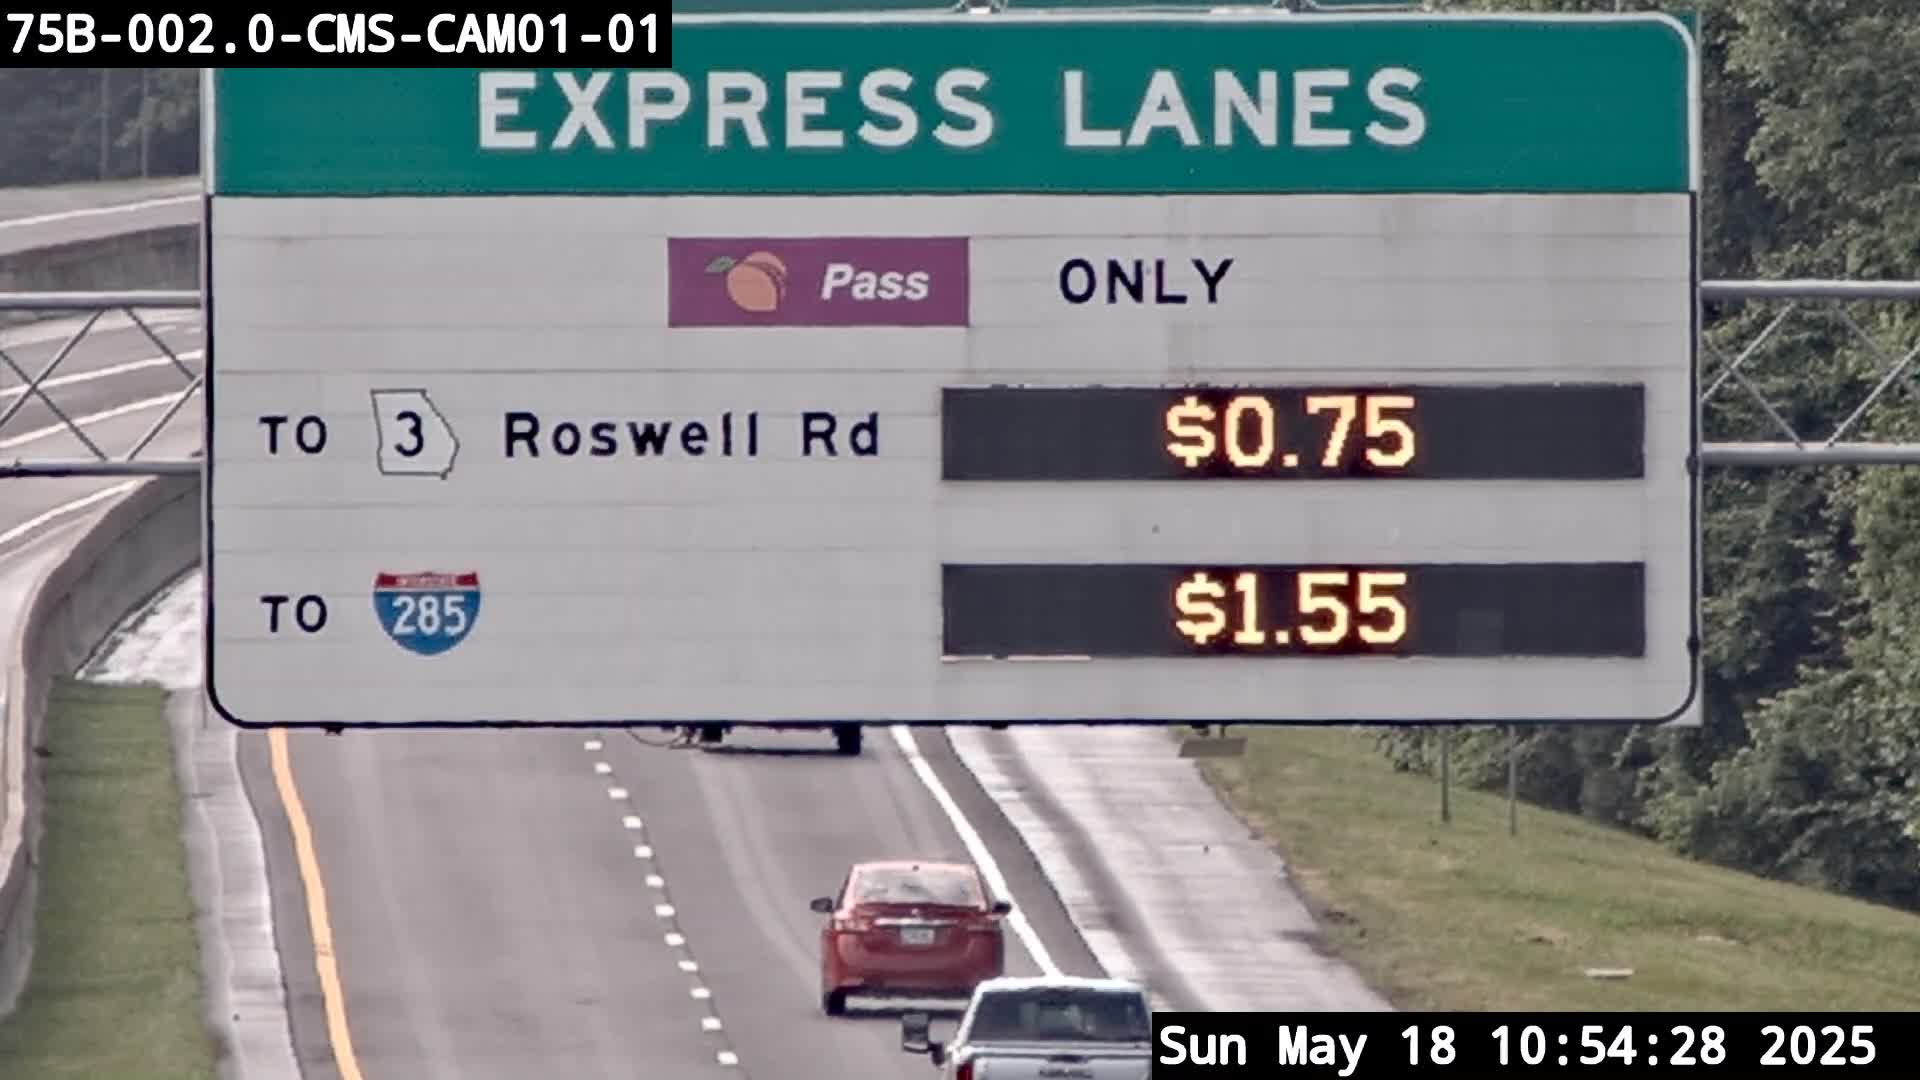 75B-002.0-CMS-CAM01-01
EXPRESS LANES
Pass ONLY
TO 3 Roswell Rd $0.75
TO INTERSTATE 285 $1.55
Sun May 18 10:54:28 2025